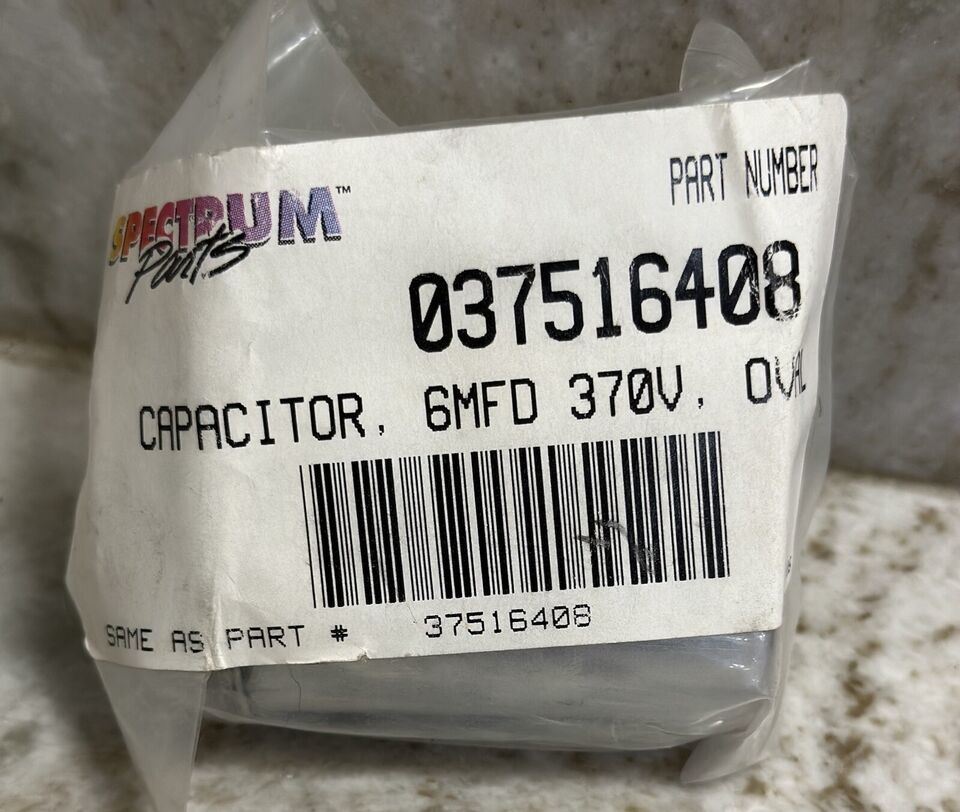 SPECTRUM™
Parts
PART NUMBER
037516408
CAPACITOR, 6MFD 370V, OVAL
SAME AS PART # 37516408